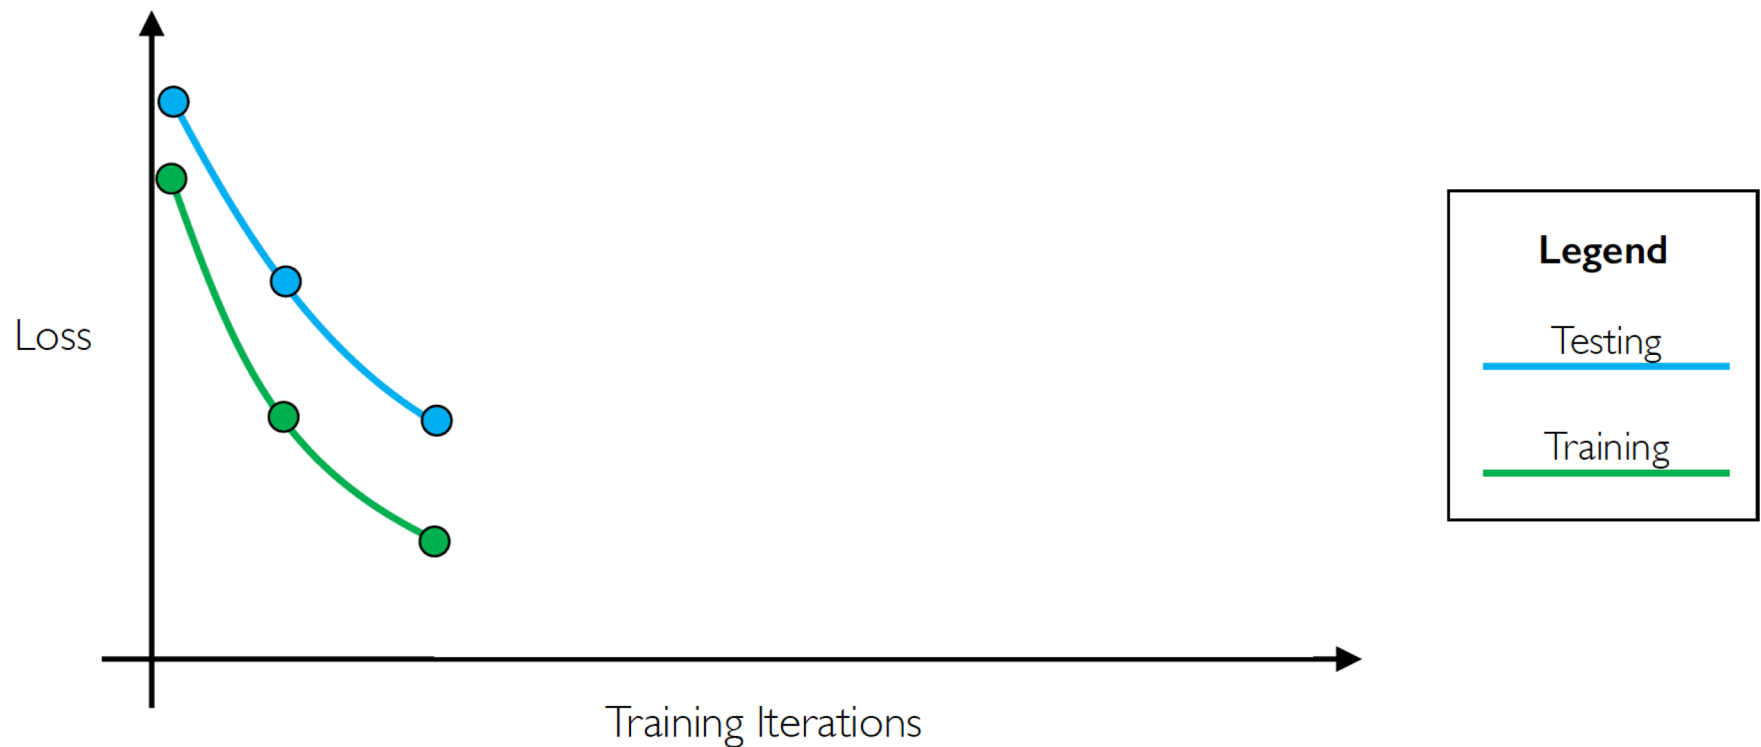 Loss
Training Iterations
Legend
Testing
Training